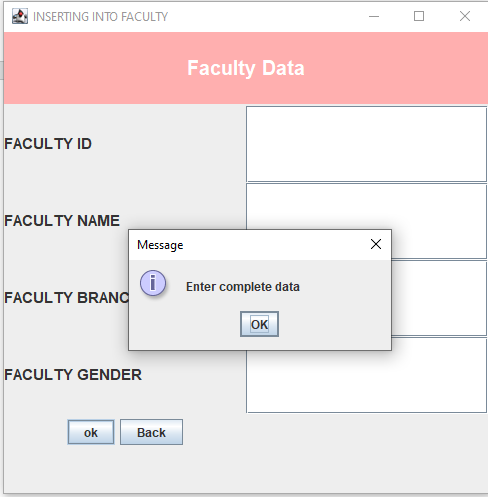 INSERTING INTO FACULTY
Faculty Data
FACULTY ID
FACULTY NAME
Message
Enter complete data
OK
FACULTY BRANC
FACULTY GENDER
ok
Back